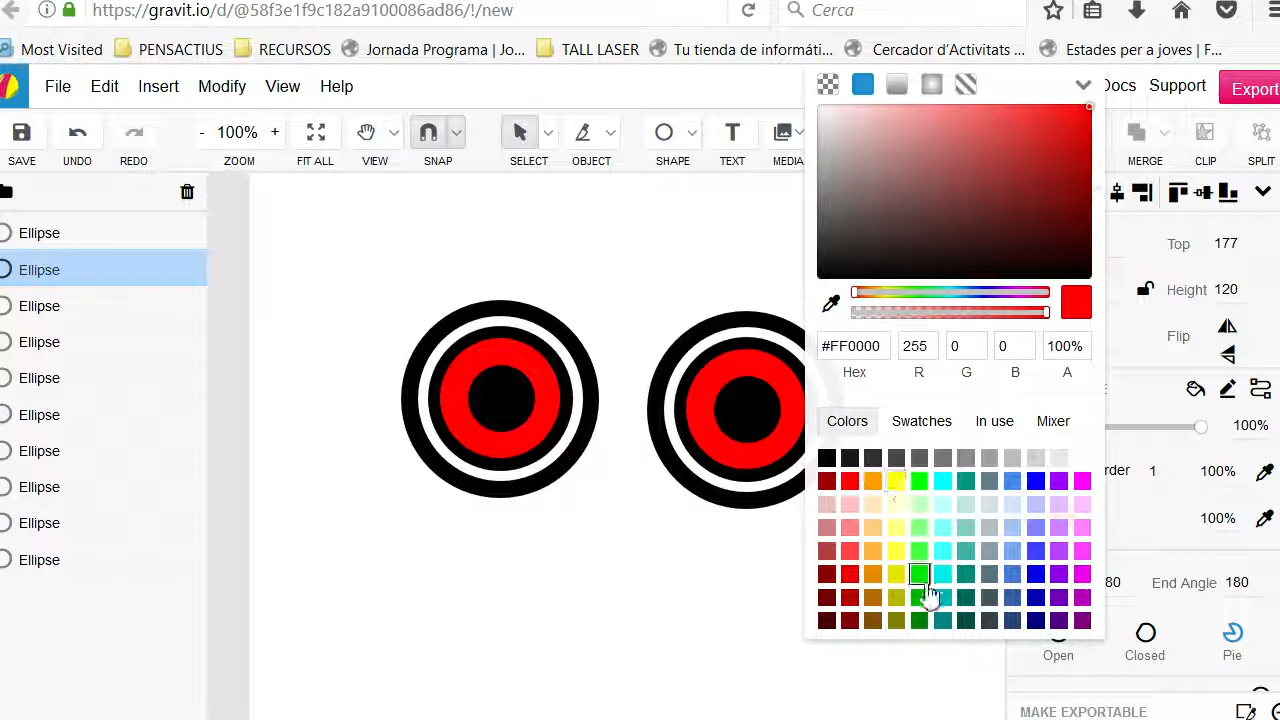 https://new.gravit.io/d/@58f3e1f9c182a9100086ad86/!/new
Cerca
Most Visited PENSACTIUS RECURSOS Jornada Programa | Jo... TALL LASER Tu tienda de informáti... Cercador d’Activitats ... Estades per a joves | F...
File Edit Insert Modify View Help
Docs Support Export
- 100% +
SAVE UNDO REDO ZOOM FIT ALL VIEW SNAP SELECT OBJECT SHAPE TEXT MEDIA MERGE CLIP SPLIT
Ellipse
Ellipse
Ellipse
Ellipse
Ellipse
Ellipse
Ellipse
Ellipse
Ellipse
Ellipse
#FF0000 255 0 0 100%
Hex R G B A
Colors Swatches In use Mixer
Top 177
Height 120
Flip
100%
rder 1 100%
100%
80 End Angle 180
Open Closed Pie
MAKE EXPORTABLE